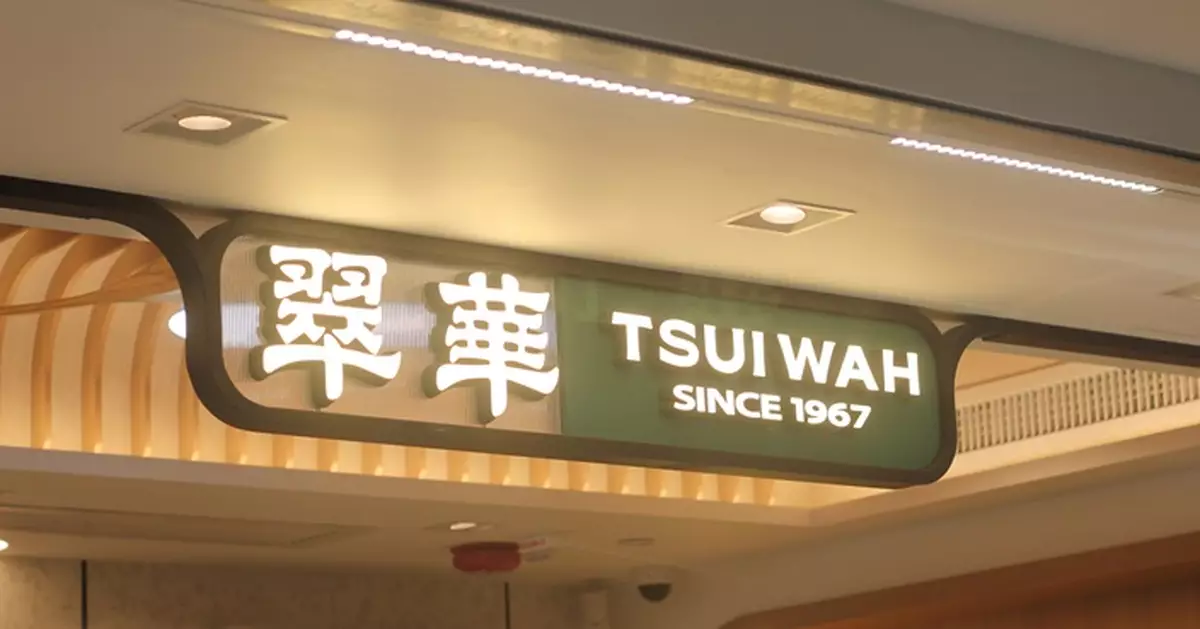 翠華
TSUI WAH
SINCE 1967